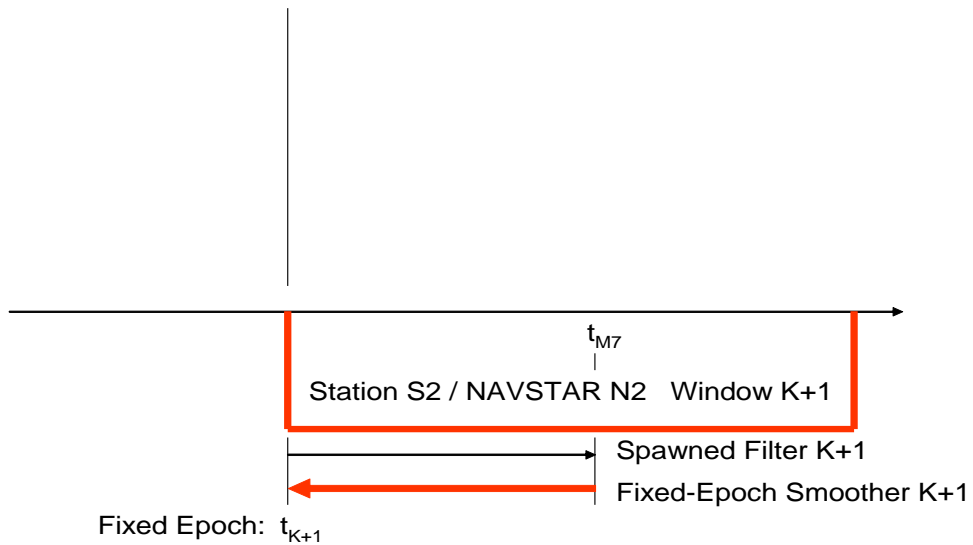 t_M7
Station S2 / NAVSTAR N2 Window K+1
Spawned Filter K+1
Fixed-Epoch Smoother K+1
Fixed Epoch: t_K+1